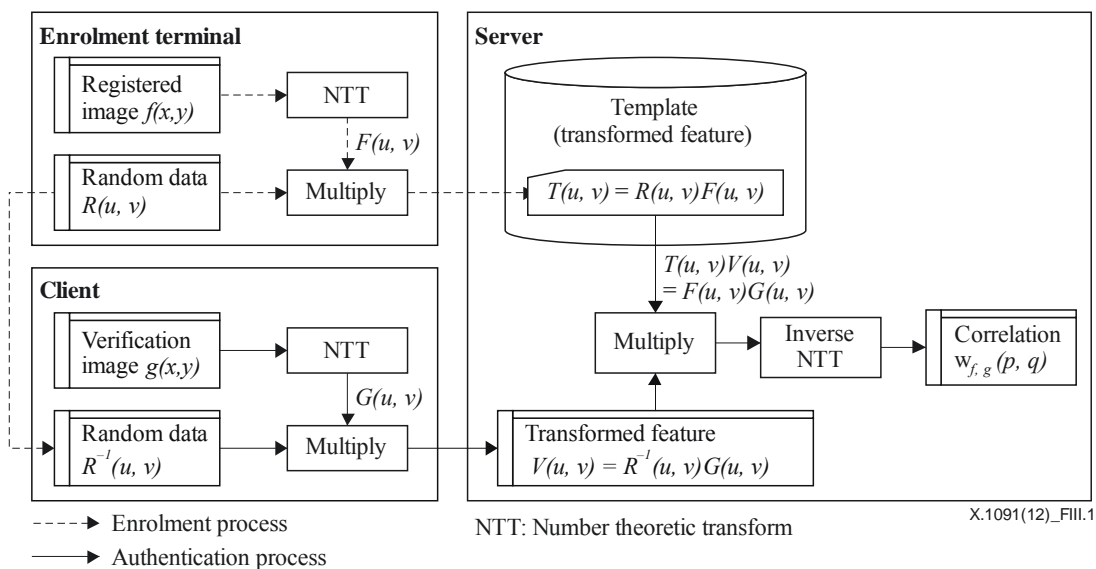 Enrolment terminal
Registered
image f(x,y)
NTT
F(u, v)
Random data
R(u, v)
Multiply
Client
Verification
image g(x,y)
NTT
G(u, v)
Random data
R⁻¹(u, v)
Multiply
Server
Template
(transformed feature)
T(u, v) = R(u, v)F(u, v)
T(u, v)V(u, v)
= F(u, v)G(u, v)
Multiply
Inverse
NTT
Correlation
w_{f, g} (p, q)
Transformed feature
V(u, v) = R⁻¹(u, v)G(u, v)
Enrolment process
Authentication process
NTT: Number theoretic transform
X.1091(12)_FIII.1